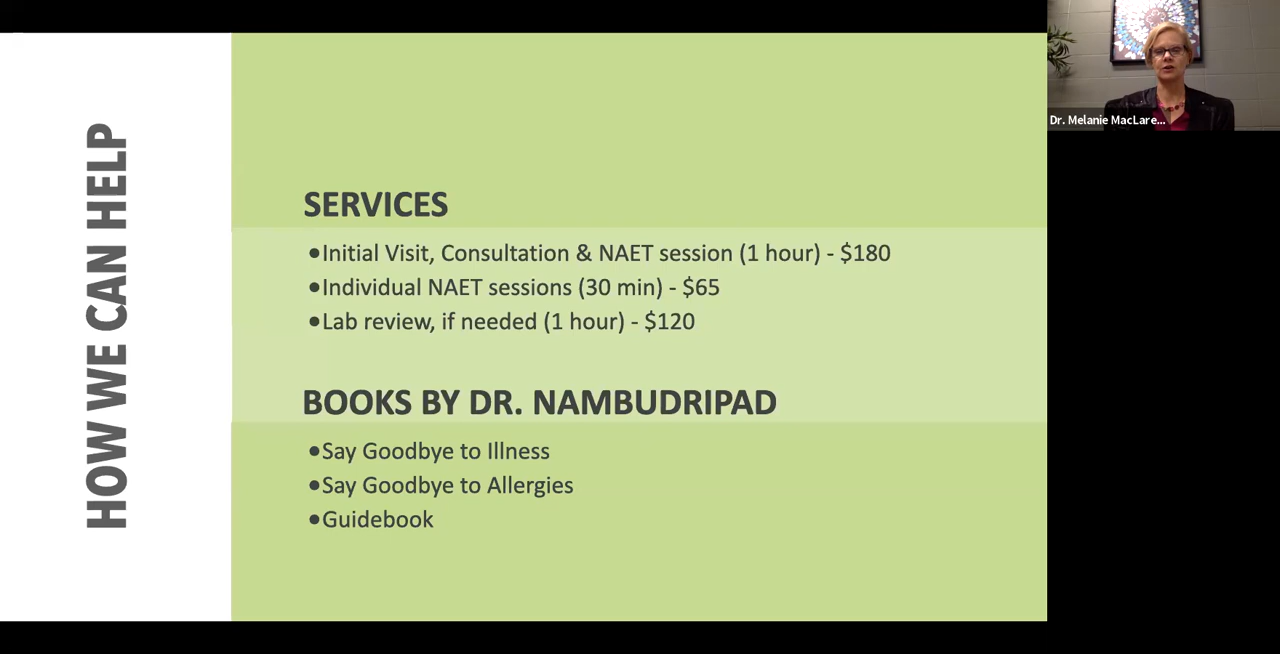 HOW WE CAN HELP
SERVICES
•Initial Visit, Consultation & NAET session (1 hour) - $180
•Individual NAET sessions (30 min) - $65
•Lab review, if needed (1 hour) - $120
BOOKS BY DR. NAMBUDRIPAD
•Say Goodbye to Illness
•Say Goodbye to Allergies
•Guidebook
Dr. Melanie MacLare...